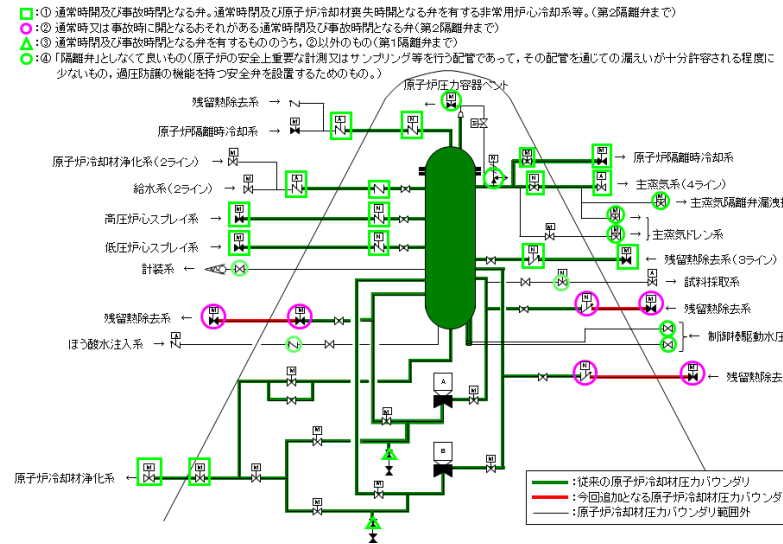 ：① 通常時開及び事故時閉となる弁。通常時閉及び原子炉冷却材喪失時開となる弁を有する非常用炉心冷却系等。（第2隔離弁まで）
：② 通常時又は事故時に開となるおそれがある通常時閉及び事故時閉となる弁（第2隔離弁まで）
：③ 通常時閉及び事故時閉となる弁を有するもののうち，②以外のもの（第1隔離弁まで）
：④ 「隔離弁」としなくて良いもの（原子炉の安全上重要な計測又はサンプリング等を行う配管であって，その配管を通じての漏えいが十分許容される程度に
少ないもの，過圧防護の機能を持つ安全弁を設置するためのもの。）
原子炉圧力容器ベント
残留熱除去系
原子炉隔離時冷却系
原子炉冷却材浄化系（2ライン）
給水系（2ライン）
高圧炉心スプレイ系
低圧炉心スプレイ系
計装系
残留熱除去系
ほう酸水注入系
原子炉冷却材浄化系
原子炉隔離時冷却系
主蒸気系（4ライン）
主蒸気隔離弁漏洩
主蒸気ドレン系
残留熱除去系（3ライン）
試料採取系
残留熱除去系
制御棒駆動水圧
残留熱除去
A
B
：従来の原子炉冷却材圧力バウンダリ
：今回追加となる原子炉冷却材圧力バウンダ
：原子炉冷却材圧力バウンダリ範囲外